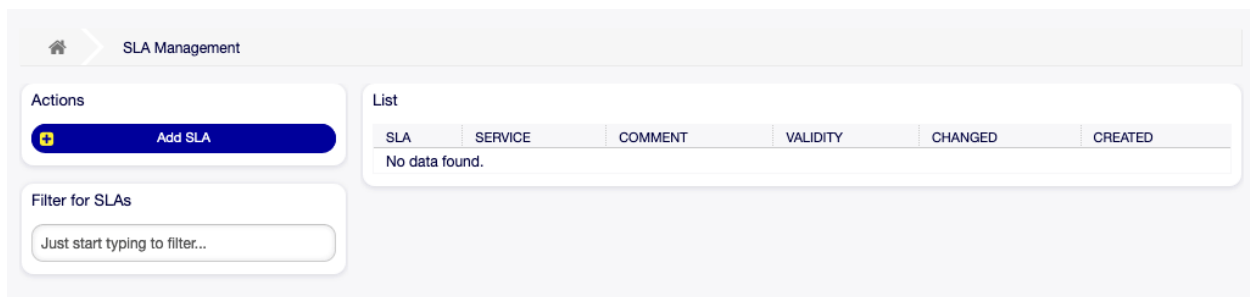 SLA Management
Actions
Add SLA
Filter for SLAs
Just start typing to filter...
List
SLA SERVICE COMMENT VALIDITY CHANGED CREATED
No data found.